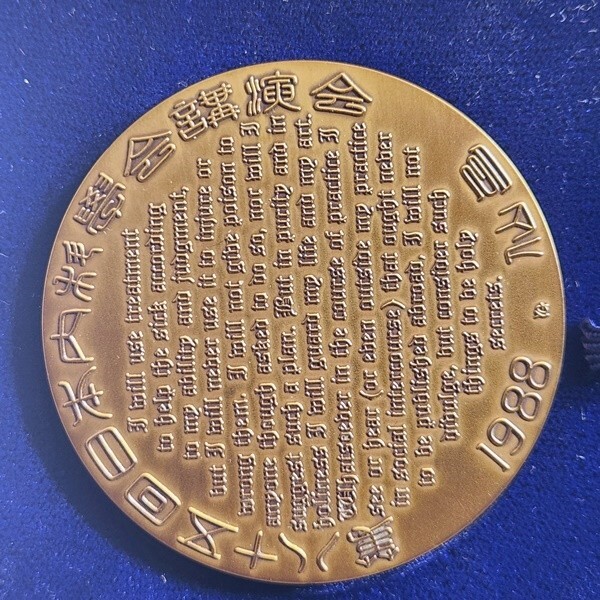 第八十五回日本内科學会講演会
I will use treatment
to help the sick according
to my ability and judgment,
but I will never use it to injure or
wrong them. I will not give poison to
anyone though asked to do so, nor will I
suggest such a plan. But in purity and in
holiness I will guard my life and my art.
Whatsoever in the course of practice I
see or hear (or even outside my practice
in social intercourse) that ought never
to be published abroad, I will not
divulge, but consider such
things to be holy
secrets.
1988 · 仙台